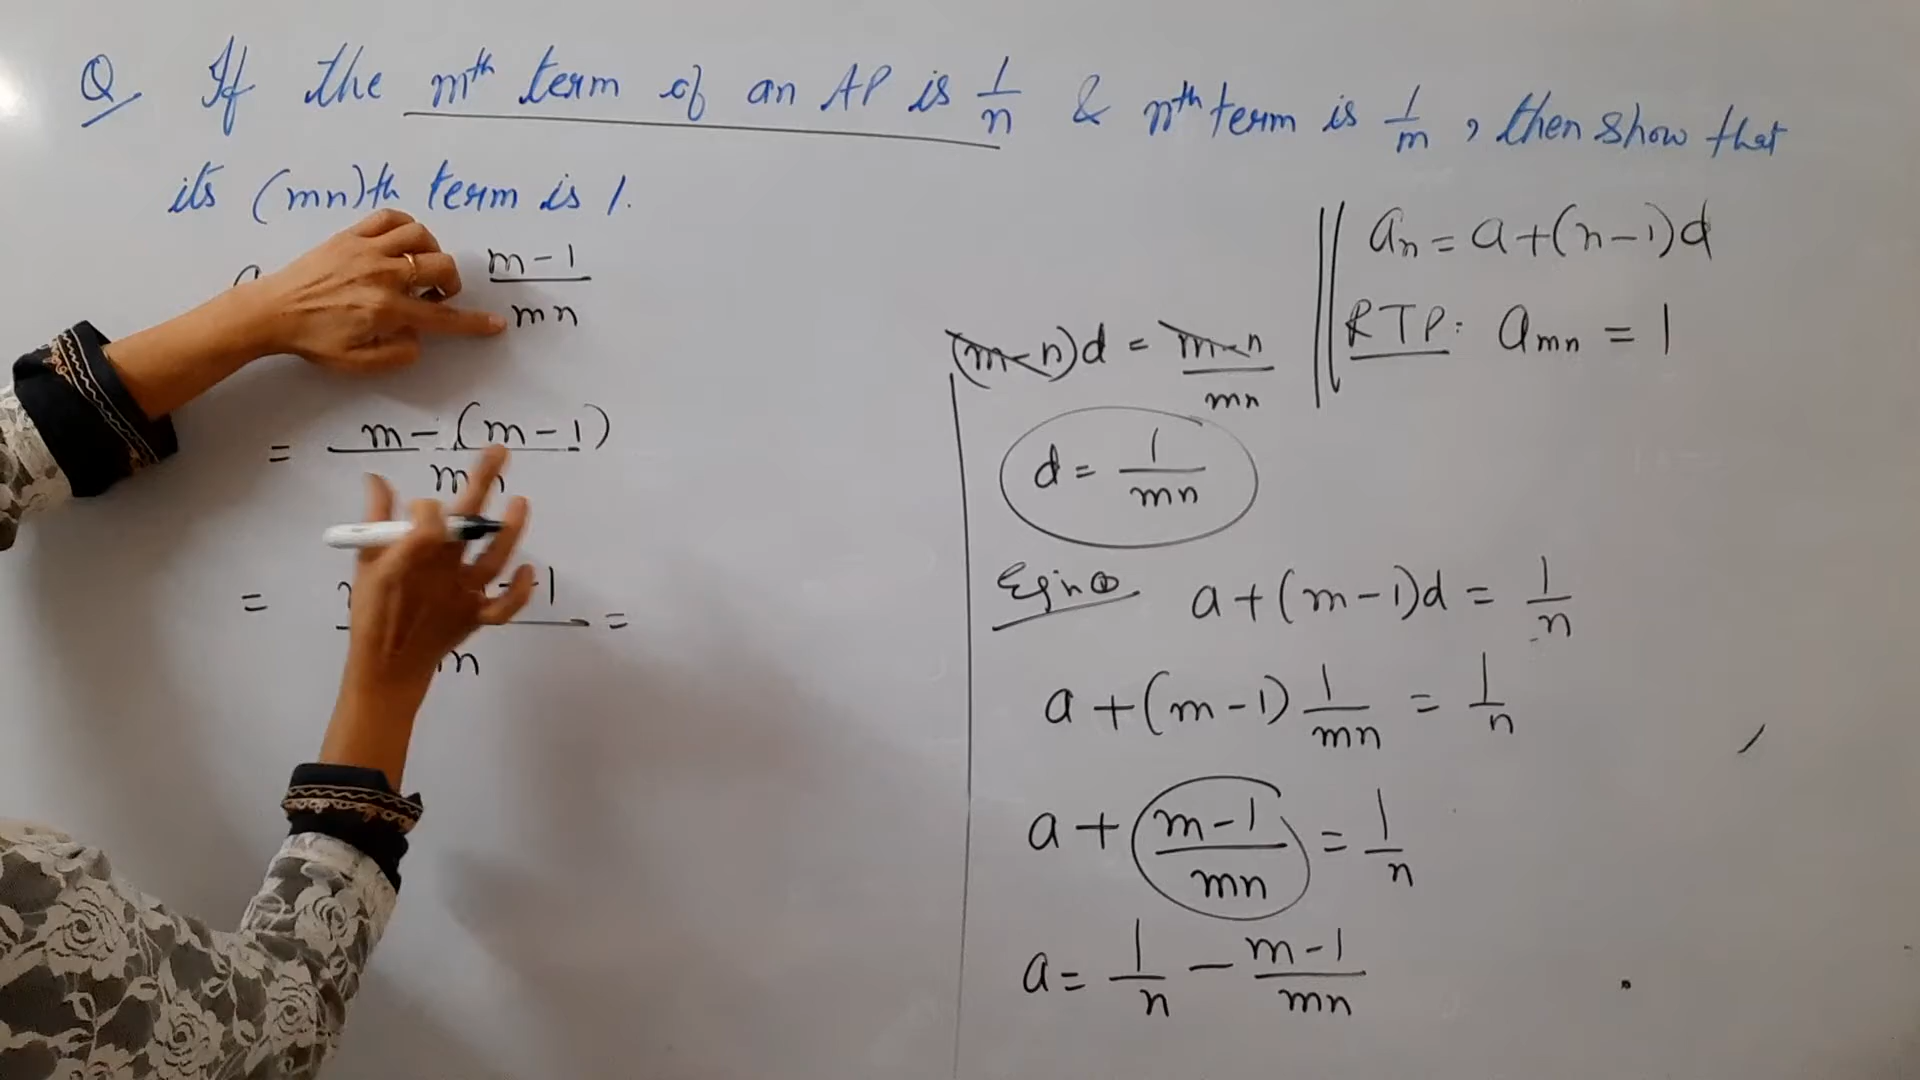 Q If the mth term of an AP is 1/n & nth term is 1/m, then show that
its (mn)th term is 1.
m-1/mn
= m-(m-1)/mn
= -1/n =
an = a+(n-1)d
RTP: amn = 1
(m-n)d = m-n/mn
d = 1/mn
Eqn ① a+(m-1)d = 1/n
a+(m-1) 1/mn = 1/n
a + m-1/mn = 1/n
a = 1/n - m-1/mn